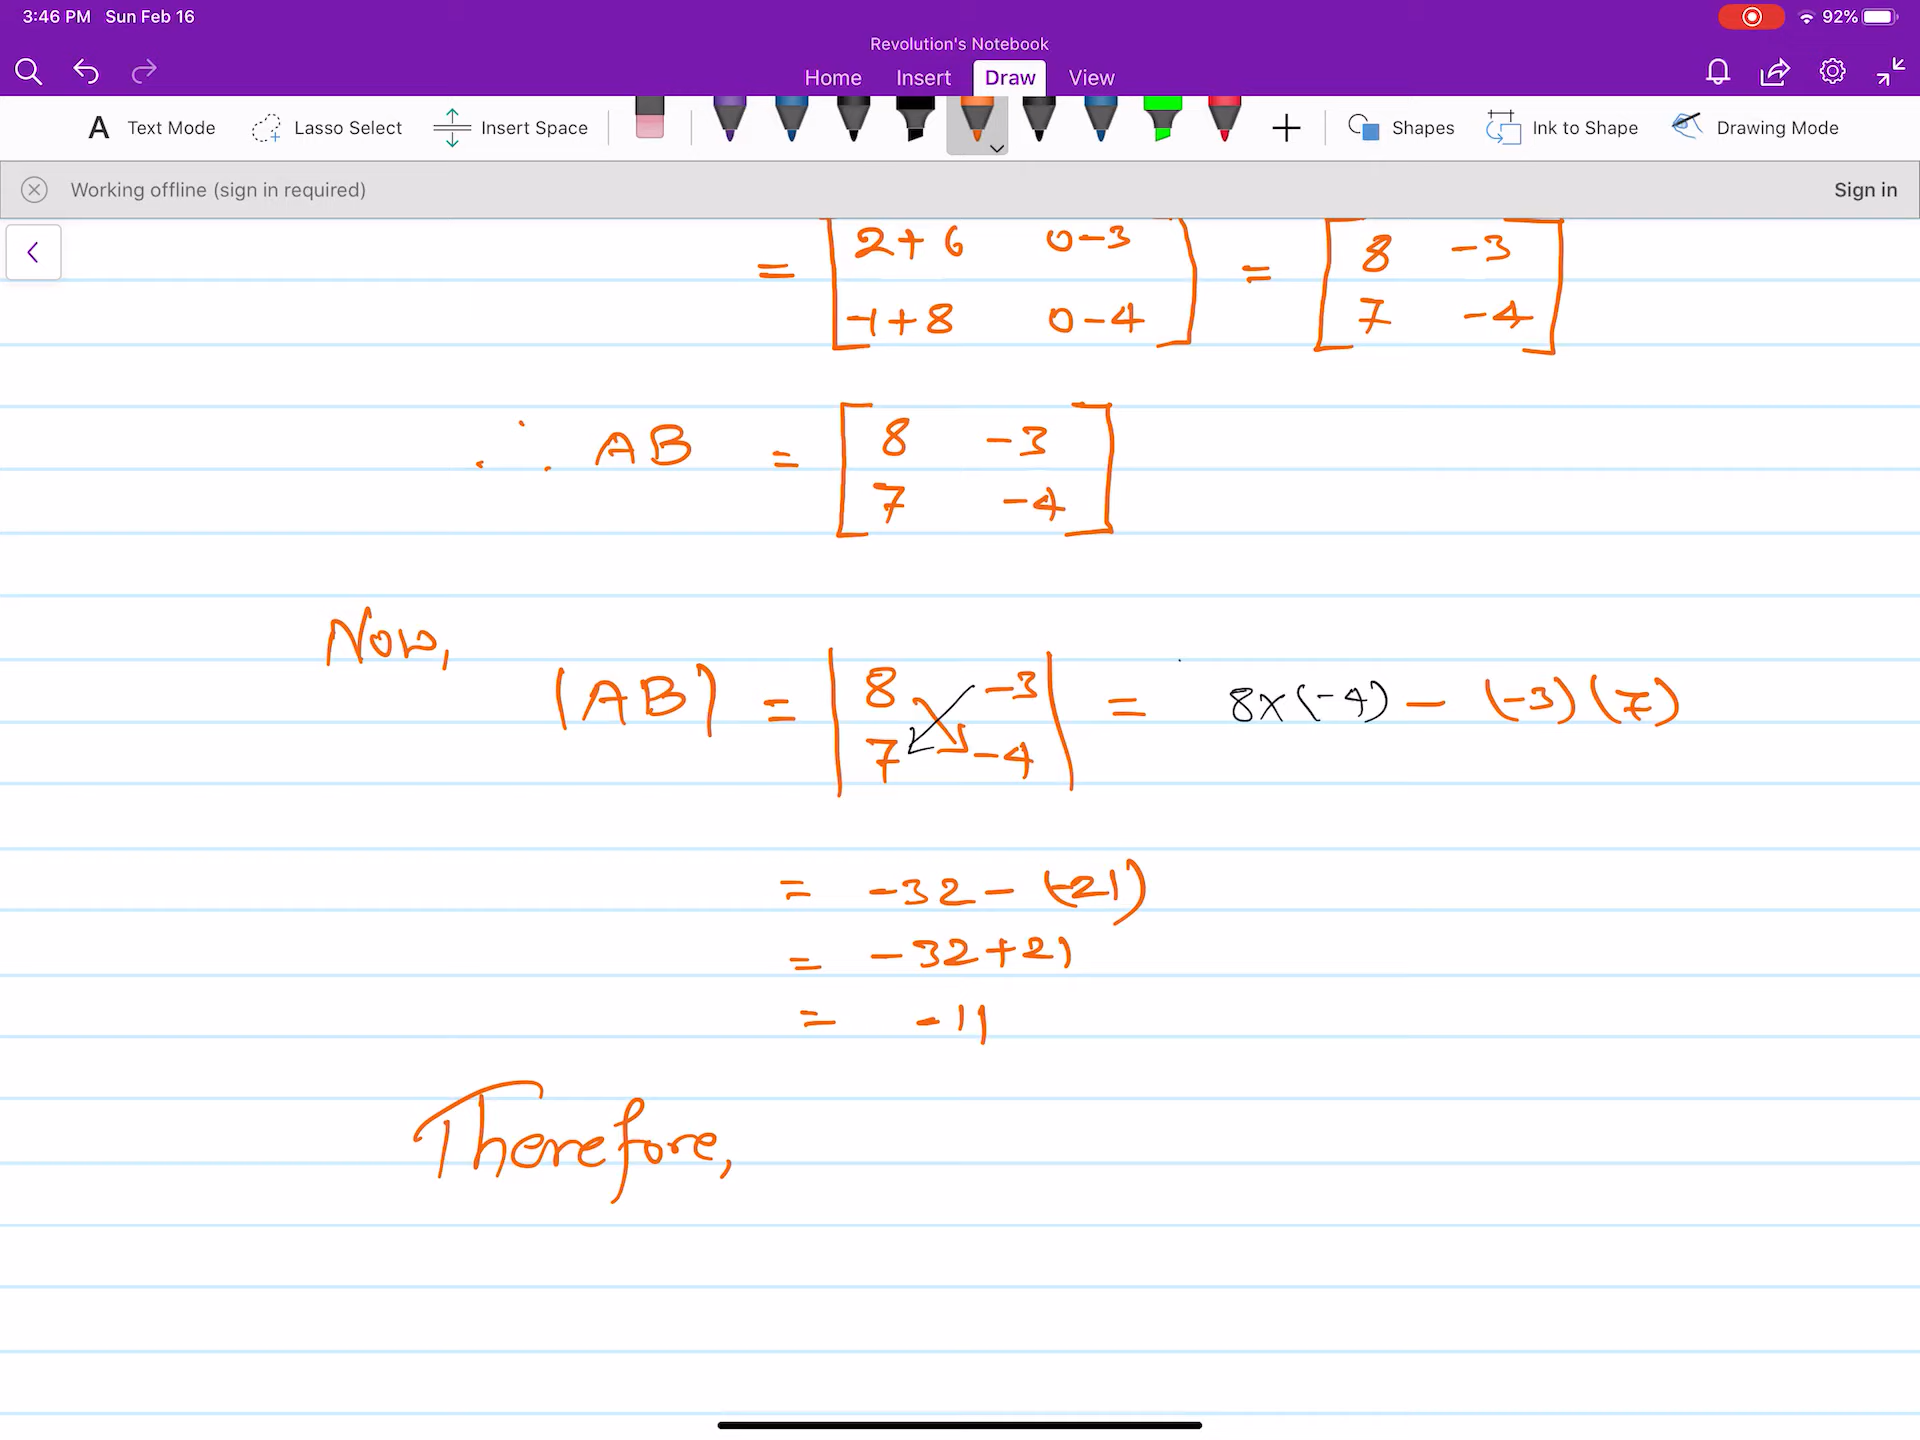 3:46 PM Sun Feb 16
92%
Revolution's Notebook
Home Insert Draw View
A Text Mode Lasso Select Insert Space Shapes Ink to Shape Drawing Mode
Working offline (sign in required) Sign in
= [ 2+6 0-3 ] = [ 8 -3 ]
[ -1+8 0-4 ] [ 7 -4 ]
∴ AB = [ 8 -3 ]
[ 7 -4 ]
Now,
|AB| = | 8 -3 | = 8×(-4) - (-3)(7)
| 7 -4 |
= -32 - (-21)
= -32+21
= -11
Therefore,